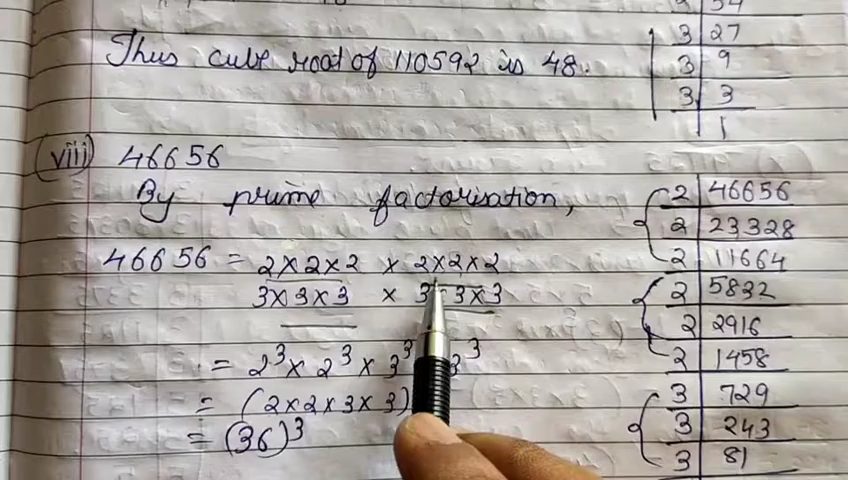 2 54
3 27
3 9
3 3
1
Thus cube root of 110592 is 48.
(viii) 46656
By prime factorisation,
46656 = 2×2×2 × 2×2×2
3×3×3 × 3 3×3
= 2³×2³×3³ 3³
= (2×2×3×3)
= (36)³
2 46656
2 23328
2 11664
2 5832
2 2916
2 1458
3 729
3 243
3 81